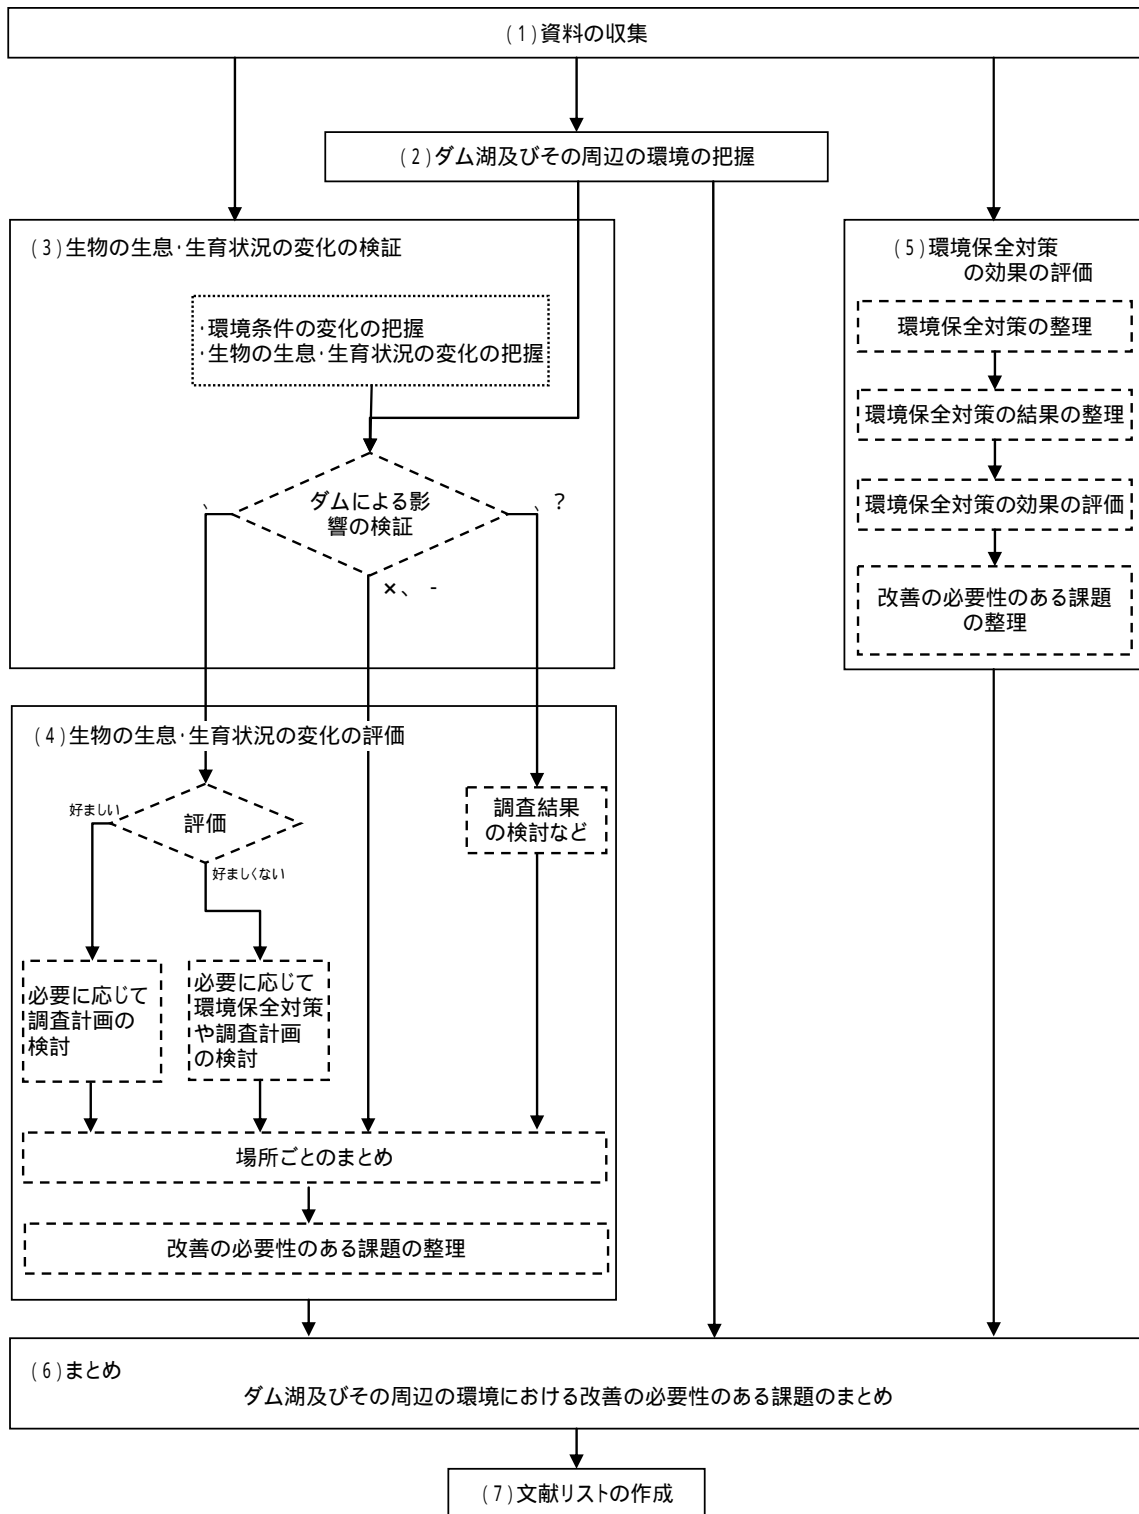 (1)資料の収集
(2)ダム湖及びその周辺の環境の把握
(3)生物の生息・生育状況の変化の検証
・環境条件の変化の把握
・生物の生息・生育状況の変化の把握
ダムによる影
響の検証
、
、?
×、-
(5)環境保全対策
の効果の評価
環境保全対策の整理
環境保全対策の結果の整理
環境保全対策の効果の評価
改善の必要性のある課題
の整理
(4)生物の生息・生育状況の変化の評価
評価
好ましい
好ましくない
調査結果
の検討など
必要に応じて
調査計画の
検討
必要に応じて
環境保全対策
や調査計画
の検討
場所ごとのまとめ
改善の必要性のある課題の整理
(6)まとめ
ダム湖及びその周辺の環境における改善の必要性のある課題のまとめ
(7)文献リストの作成